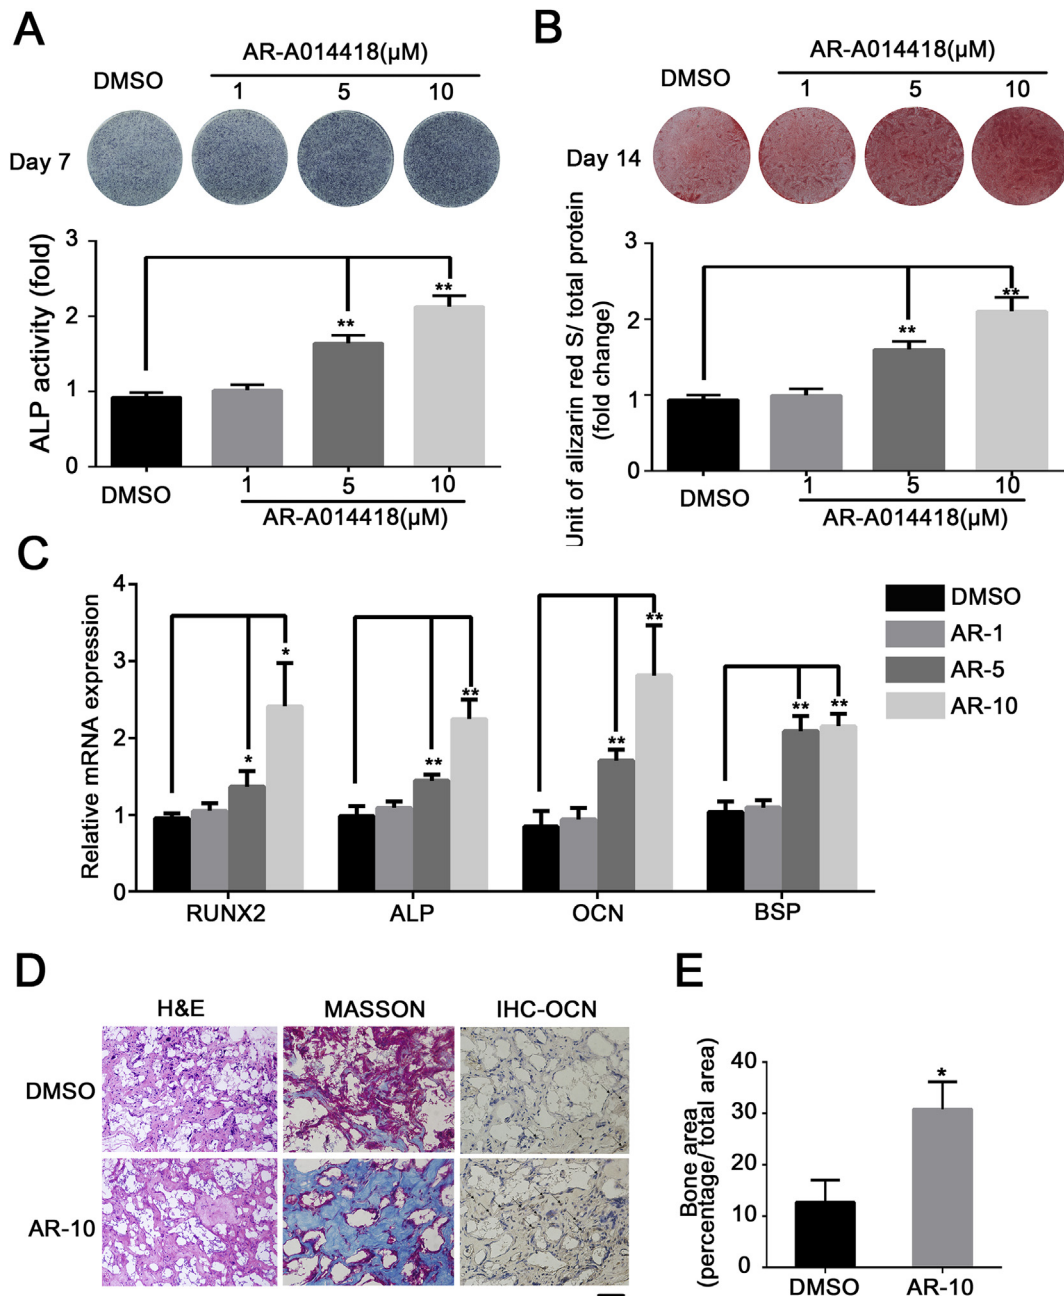 A
AR-A014418(μM)
DMSO
1
5
10
Day 7
ALP activity (fold)
3
2
1
0
**
**
DMSO
1
5
10
AR-A014418(μM)
B
AR-A014418(μM)
DMSO
1
5
10
Day 14
Unit of alizarin red S/ total protein
(fold change)
3
2
1
0
**
**
DMSO
1
5
10
AR-A014418(μM)
C
Relative mRNA expression
4
3
2
1
0
*
*
**
**
**
**
**
**
RUNX2
ALP
OCN
BSP
DMSO
AR-1
AR-5
AR-10
D
H&E
MASSON
IHC-OCN
DMSO
AR-10
E
Bone area
(percentage/ total area)
40
30
20
10
0
*
DMSO
AR-10